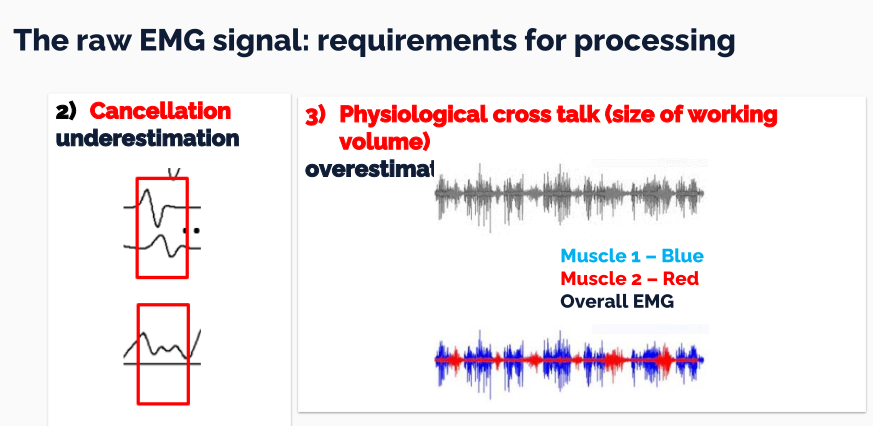 The raw EMG signal: requirements for processing
2) Cancellation
underestimation
3) Physiological cross talk (size of working
volume)
overestimat
Muscle 1 – Blue
Muscle 2 – Red
Overall EMG